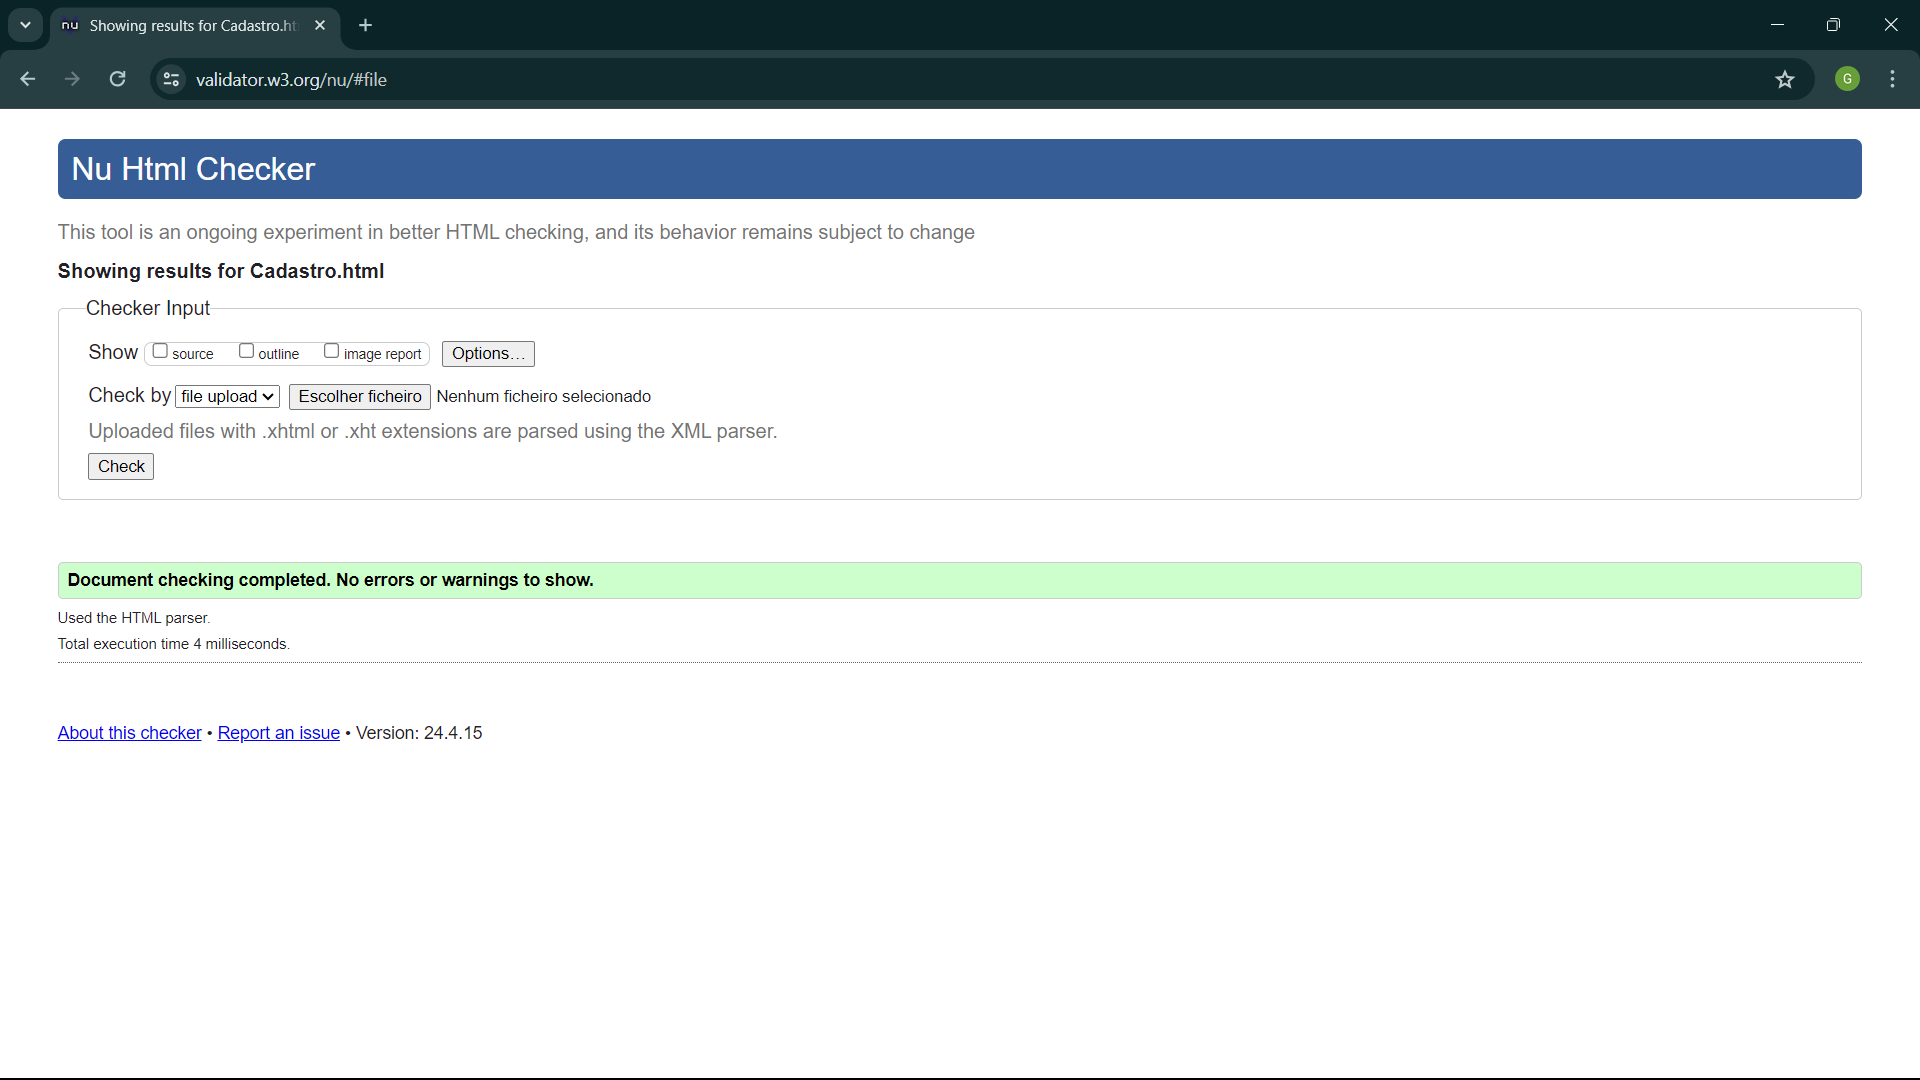 nu Showing results for Cadastro.ht
validator.w3.org/nu/#file
G
Nu Html Checker
This tool is an ongoing experiment in better HTML checking, and its behavior remains subject to change
Showing results for Cadastro.html
Checker Input
Show source outline image report Options...
Check by file upload Escolher ficheiro Nenhum ficheiro selecionado
Uploaded files with .xhtml or .xht extensions are parsed using the XML parser.
Check
Document checking completed. No errors or warnings to show.
Used the HTML parser.
Total execution time 4 milliseconds.
About this checker • Report an issue • Version: 24.4.15